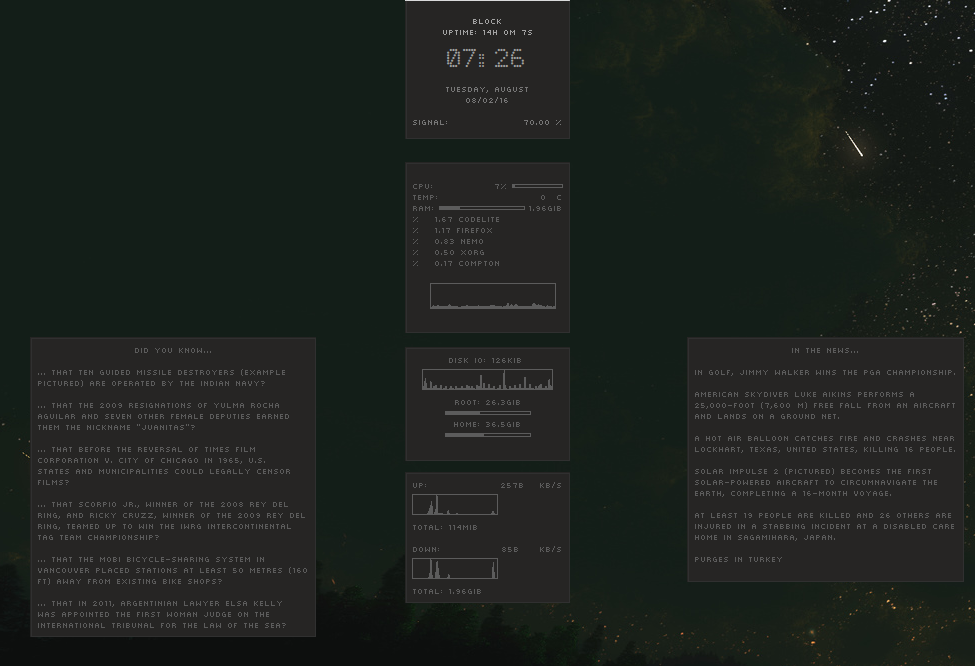 BLOCK
UPTIME: 14H 0M 7S
07:26
TUESDAY, AUGUST
08/02/16
SIGNAL: 70.00 %
CPU: 7%
TEMP: 0 C
RAM: 1.96GIB
% 1.67 CODELITE
% 1.17 FIREFOX
% 0.83 NEMO
% 0.50 XORG
% 0.17 COMPTON
DISK IO: 126KIB
ROOT: 26.3GIB
HOME: 36.5GIB
UP: 257B KB/S
TOTAL: 114MIB
DOWN: 85B KB/S
TOTAL: 1.96GIB
DID YOU KNOW...
... THAT TEN GUIDED MISSILE DESTROYERS (EXAMPLE
PICTURED) ARE OPERATED BY THE INDIAN NAVY?
... THAT THE 2009 RESIGNATIONS OF YULMA ROCHA
AGUILAR AND SEVEN OTHER FEMALE DEPUTIES EARNED
THEM THE NICKNAME "JUANITAS"?
... THAT BEFORE THE REVERSAL OF TIMES FILM
CORPORATION V. CITY OF CHICAGO IN 1965, U.S.
STATES AND MUNICIPALITIES COULD LEGALLY CENSOR
FILMS?
... THAT SCORPIO JR., WINNER OF THE 2008 REY DEL
RING, AND RICKY CRUZZ, WINNER OF THE 2009 REY DEL
RING, TEAMED UP TO WIN THE IWRG INTERCONTINENTAL
TAG TEAM CHAMPIONSHIP?
... THAT THE MOBI BICYCLE-SHARING SYSTEM IN
VANCOUVER PLACED STATIONS AT LEAST 50 METRES (160
FT) AWAY FROM EXISTING BIKE SHOPS?
... THAT IN 2011, ARGENTINIAN LAWYER ELSA KELLY
WAS APPOINTED THE FIRST WOMAN JUDGE ON THE
INTERNATIONAL TRIBUNAL FOR THE LAW OF THE SEA?
IN THE NEWS...
IN GOLF, JIMMY WALKER WINS THE PGA CHAMPIONSHIP.
AMERICAN SKYDIVER LUKE AIKINS PERFORMS A
25,000-FOOT (7,600 M) FREE FALL FROM AN AIRCRAFT
AND LANDS ON A GROUND NET.
A HOT AIR BALLOON CATCHES FIRE AND CRASHES NEAR
LOCKHART, TEXAS, UNITED STATES, KILLING 16 PEOPLE.
SOLAR IMPULSE 2 (PICTURED) BECOMES THE FIRST
SOLAR-POWERED AIRCRAFT TO CIRCUMNAVIGATE THE
EARTH, COMPLETING A 16-MONTH VOYAGE.
AT LEAST 19 PEOPLE ARE KILLED AND 26 OTHERS ARE
INJURED IN A STABBING INCIDENT AT A DISABLED CARE
HOME IN SAGAMIHARA, JAPAN.
PURGES IN TURKEY